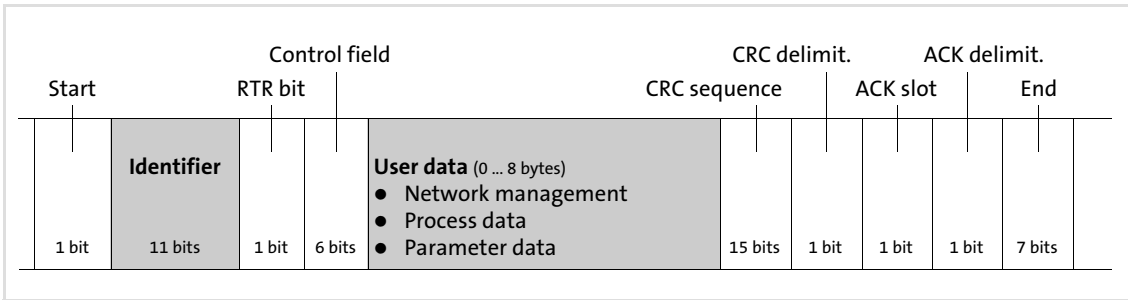 Control field CRC delimit. ACK delimit.
Start RTR bit CRC sequence ACK slot End
Identifier User data (0 ... 8 bytes)
● Network management
● Process data
1 bit 11 bits 1 bit 6 bits ● Parameter data 15 bits 1 bit 1 bit 1 bit 7 bits